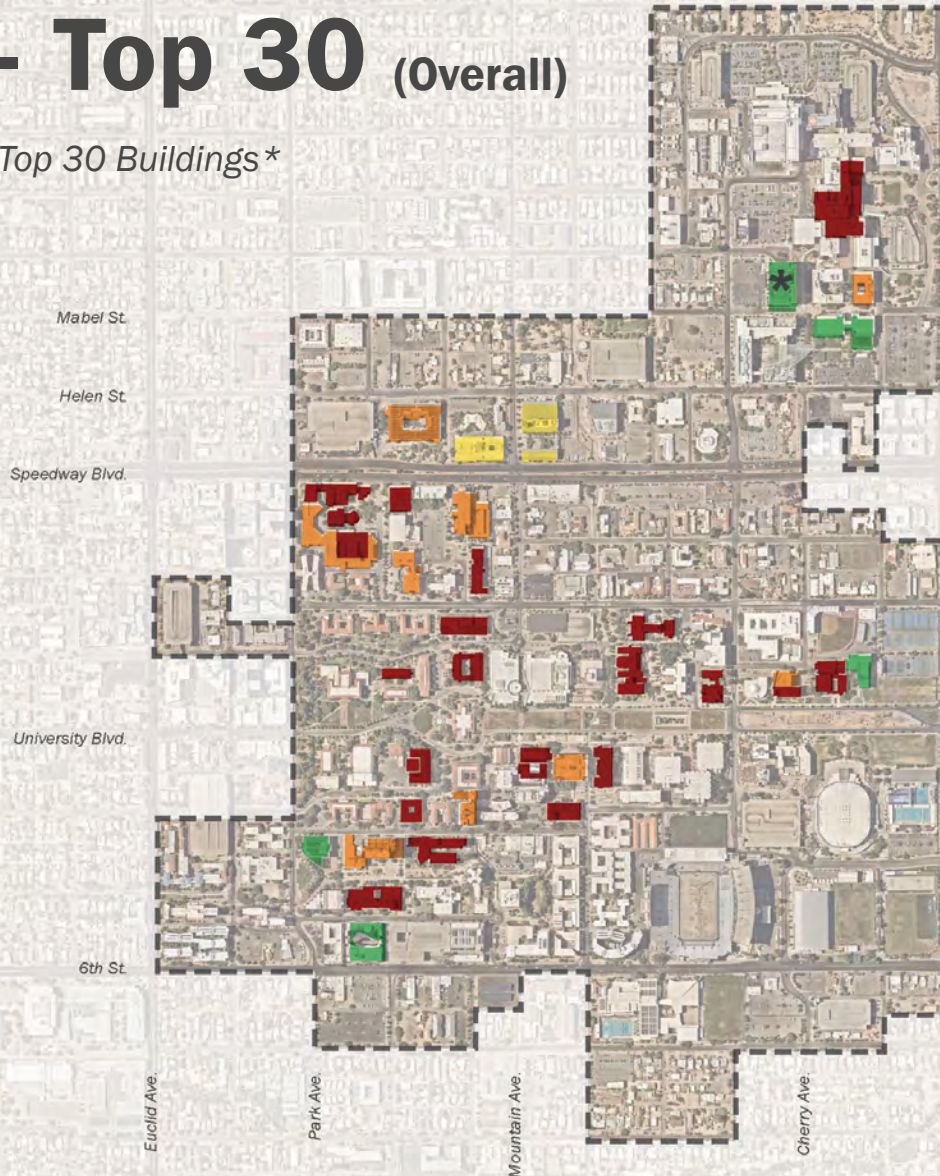 - Top 30 (Overall)
Top 30 Buildings*
*
Mabel St.
Helen St.
Speedway Blvd.
University Blvd.
6th St.
Euclid Ave.
Park Ave.
Mountain Ave.
Cherry Ave.